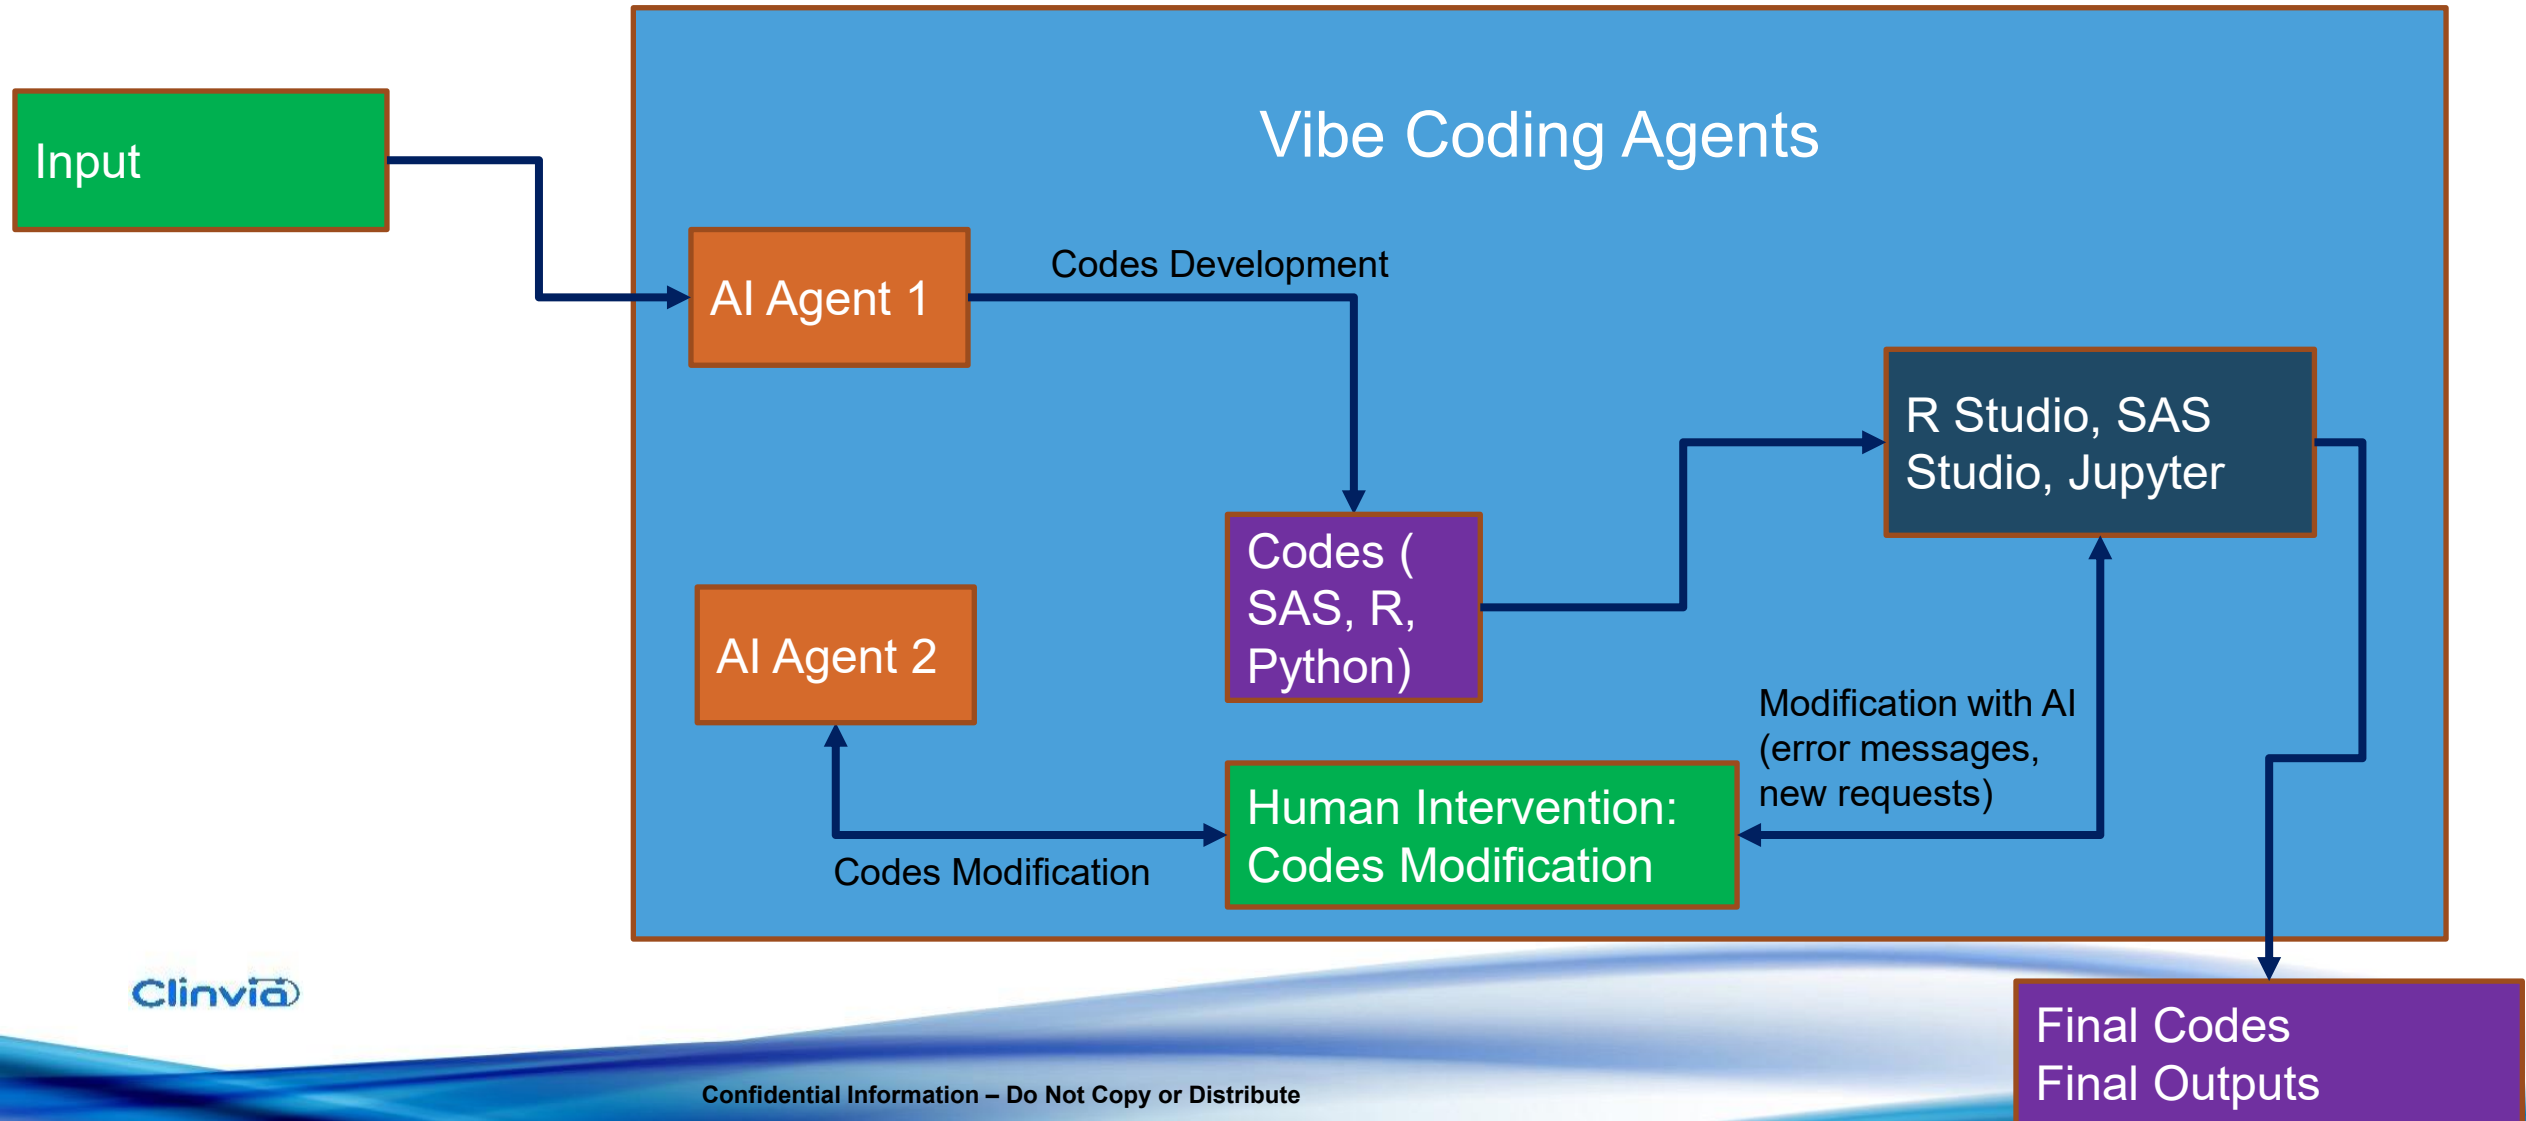 Vibe Coding Agents
Input
AI Agent 1
Codes Development
R Studio, SAS
Studio, Jupyter
Codes (
SAS, R,
Python)
AI Agent 2
Modification with AI
(error messages,
new requests)
Human Intervention:
Codes Modification
Codes Modification
Clinvia
Final Codes
Final Outputs
Confidential Information – Do Not Copy or Distribute